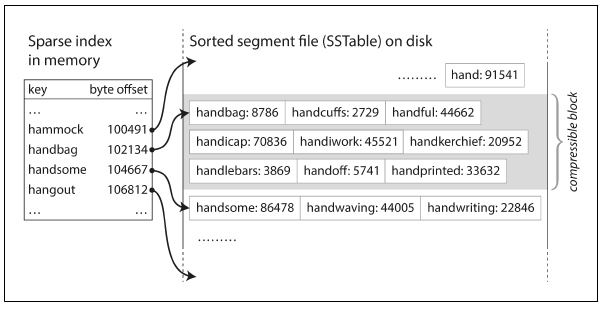 Sparse index
in memory
key byte offset
... ...
hammock 100491
handbag 102134
handsome 104667
hangout 106812
... ...
Sorted segment file (SSTable) on disk
......... hand: 91541
handbag: 8786 handcuffs: 2729 handful: 44662
handicap: 70836 handiwork: 45521 handkerchief: 20952
handlebars: 3869 handoff: 5741 handprinted: 33632
handsome: 86478 handwaving: 44005 handwriting: 22846
.........
compressible block